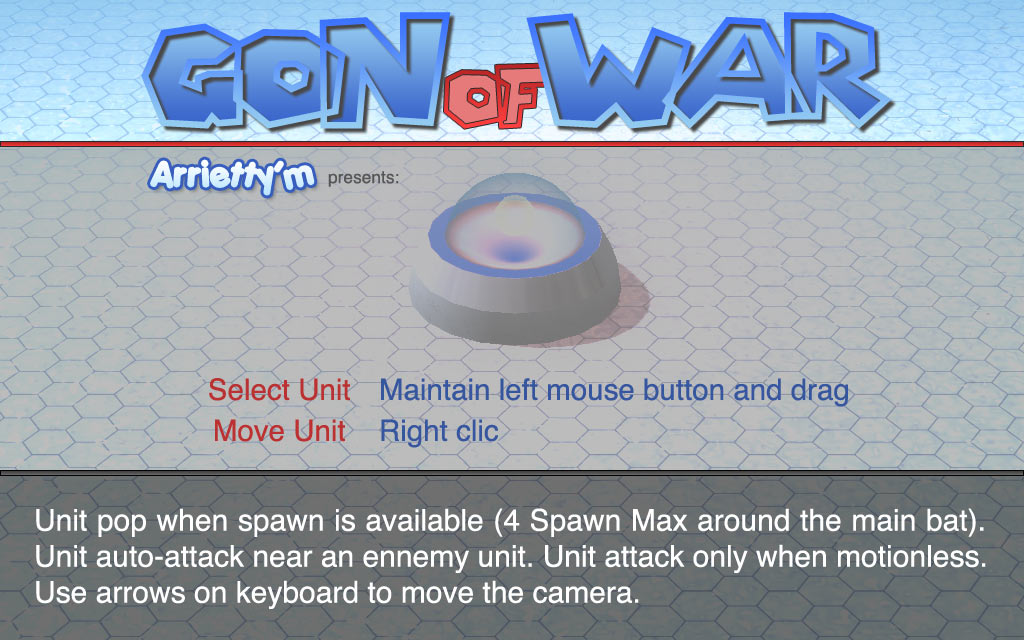 GON OF WAR
Arrietty'm presents:
Select Unit Maintain left mouse button and drag
Move Unit Right clic
Unit pop when spawn is available (4 Spawn Max around the main bat).
Unit auto-attack near an ennemy unit. Unit attack only when motionless.
Use arrows on keyboard to move the camera.